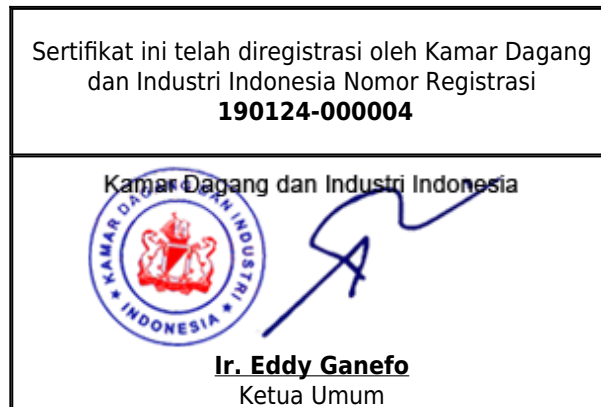 Sertifikat ini telah diregistrasi oleh Kamar Dagang
dan Industri Indonesia Nomor Registrasi
190124-000004
Kamar Dagang dan Industri Indonesia
KAMAR DAGANG DAN INDUSTRI
★ INDONESIA ★
Ir. Eddy Ganefo
Ketua Umum